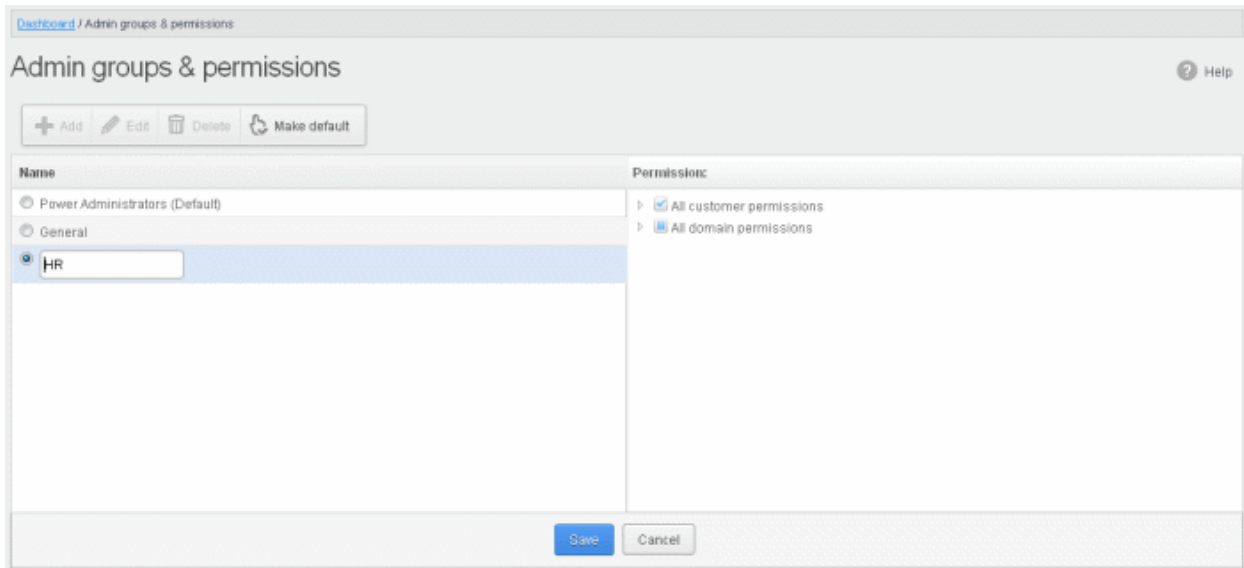 Dashboard / Admin groups & permissions
Admin groups & permissions
Help
Add Edit Delete Make default
Name Permission:
Power Administrators (Default) All customer permissions
General All domain permissions
HR
Save Cancel